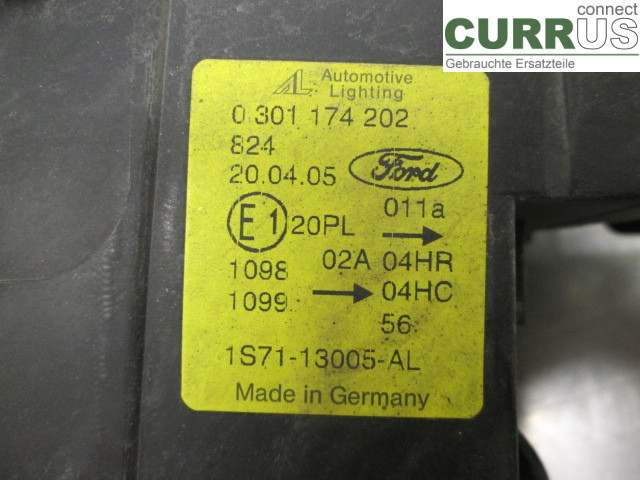 connect
CURRUS
Gebrauchte Ersatzteile
AL Automotive
Lighting
0 301 174 202
824
20.04.05 Ford
E1 20PL 011a
1098 02A 04HR
1099 04HC
56
1S71-13005-AL
Made in Germany